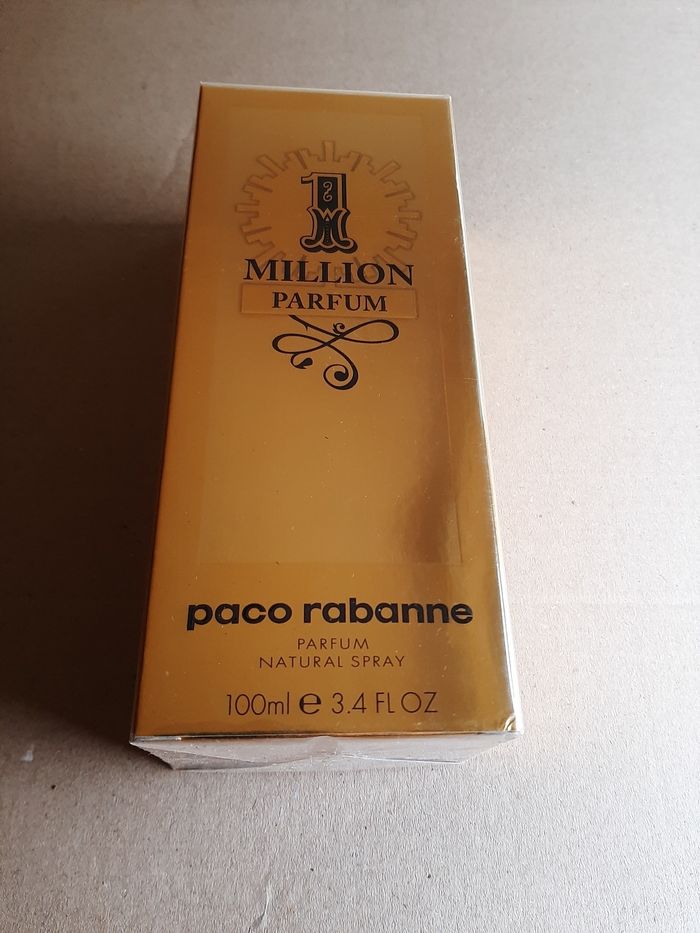 1
MILLION
PARFUM
paco rabanne
PARFUM
NATURAL SPRAY
100ml ℮ 3.4 FL OZ